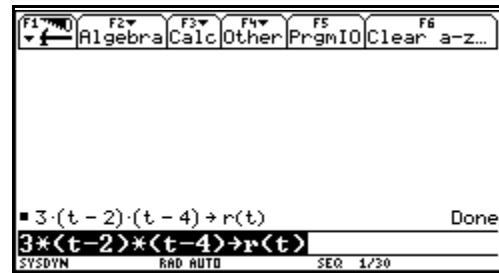 F1▼ F2▼ F3▼ F4▼ F5 F6
Algebra Calc Other PrgmIO Clear a-z…
▪ 3·(t − 2)·(t − 4) → r(t) Done
3*(t-2)*(t-4)→r(t)
SYSDYN RAD AUTO SEQ 1/30